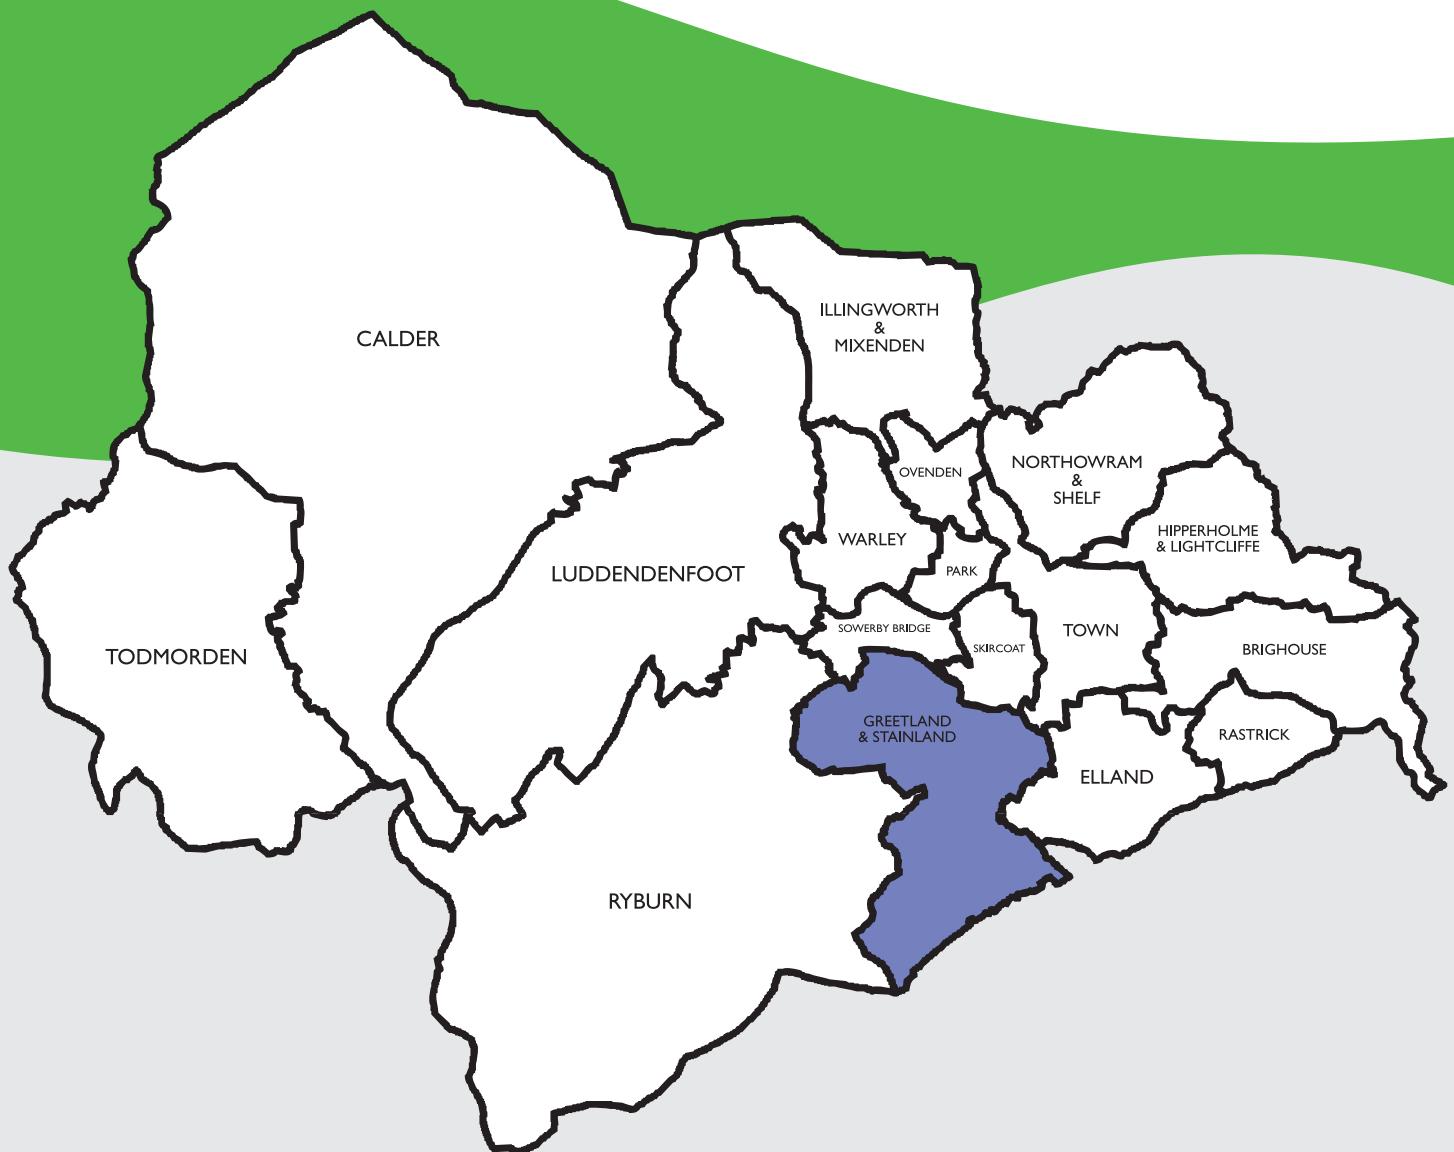 ILLINGWORTH
&
MIXENDEN
CALDER
NORTHOWRAM
&
SHELF
OVENDEN
HIPPERHOLME
& LIGHTCLIFFE
WARLEY
PARK
LUDDENDENFOOT
SOWERBY BRIDGE
TOWN
SKIRCOAT
BRIGHOUSE
TODMORDEN
GREETLAND
& STAINLAND
RASTRICK
ELLAND
RYBURN